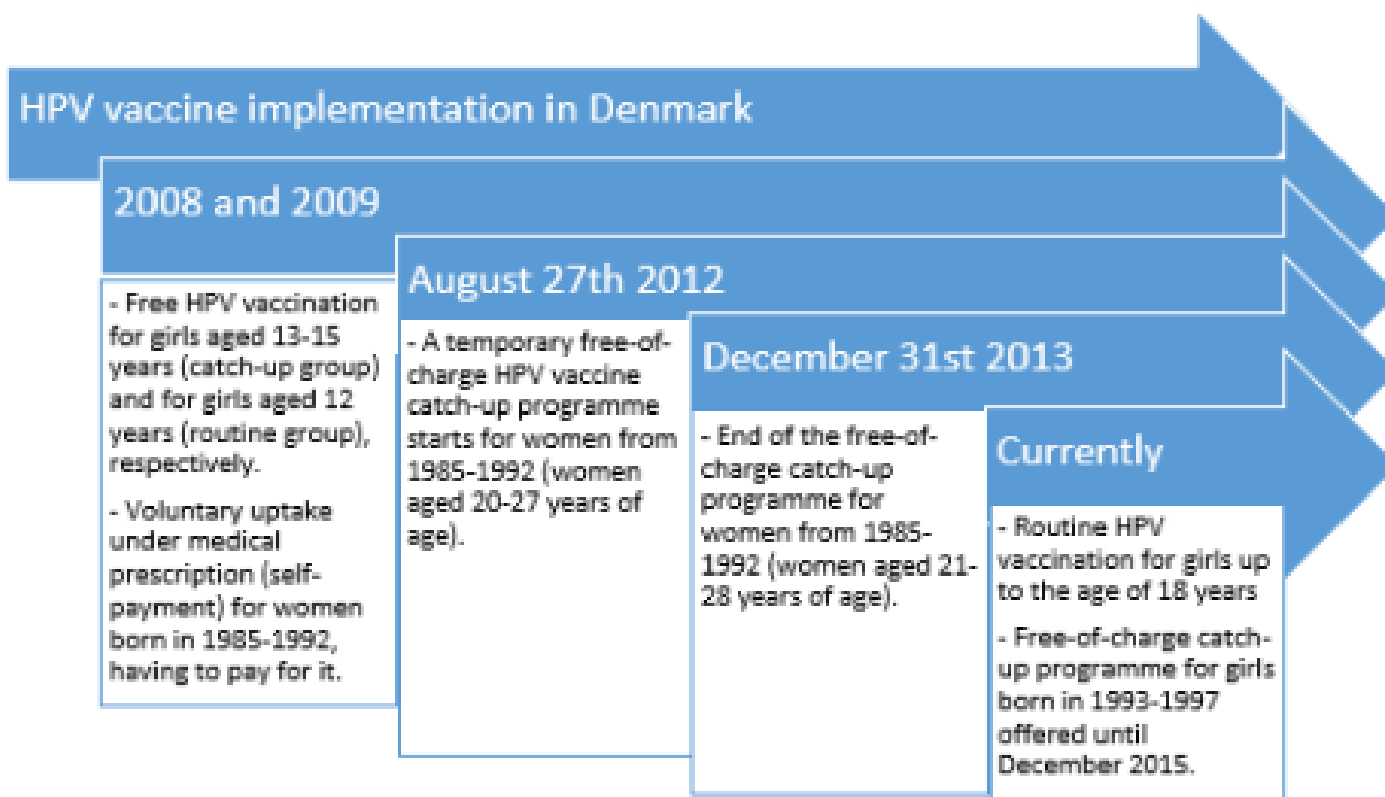 HPV vaccine implementation in Denmark
2008 and 2009
- Free HPV vaccination
for girls aged 13-15
years (catch-up group)
and for girls aged 12
years (routine group),
respectively.
- Voluntary uptake
under medical
prescription (self-
payment) for women
born in 1985-1992,
having to pay for it.
August 27th 2012
- A temporary free-of-
charge HPV vaccine
catch-up programme
starts for women from
1985-1992 (women
aged 20-27 years of
age).
December 31st 2013
- End of the free-of-
charge catch-up
programme for
women from 1985-
1992 (women aged 21-
28 years of age).
Currently
- Routine HPV
vaccination for girls up
to the age of 18 years
- Free-of-charge catch-
up programme for girls
born in 1993-1997
offered until
December 2015.